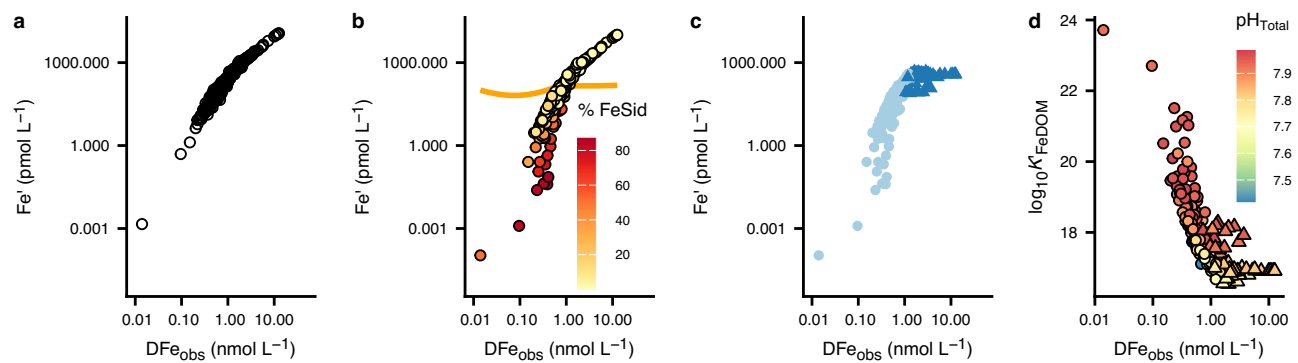 a
1000.000
1.000
0.001
Fe' (pmol L⁻¹)
0.01 0.10 1.00 10.00
DFeobs (nmol L⁻¹)
b
1000.000
1.000
0.001
Fe' (pmol L⁻¹)
% FeSid
80
60
40
20
0.01 0.10 1.00 10.00
DFeobs (nmol L⁻¹)
c
1000.000
1.000
0.001
Fe' (pmol L⁻¹)
0.01 0.10 1.00 10.00
DFeobs (nmol L⁻¹)
d
24
22
20
18
16
log₁₀K'FeDOM
pHTotal
7.9
7.8
7.7
7.6
7.5
0.01 0.10 1.00 10.00
DFeobs (nmol L⁻¹)